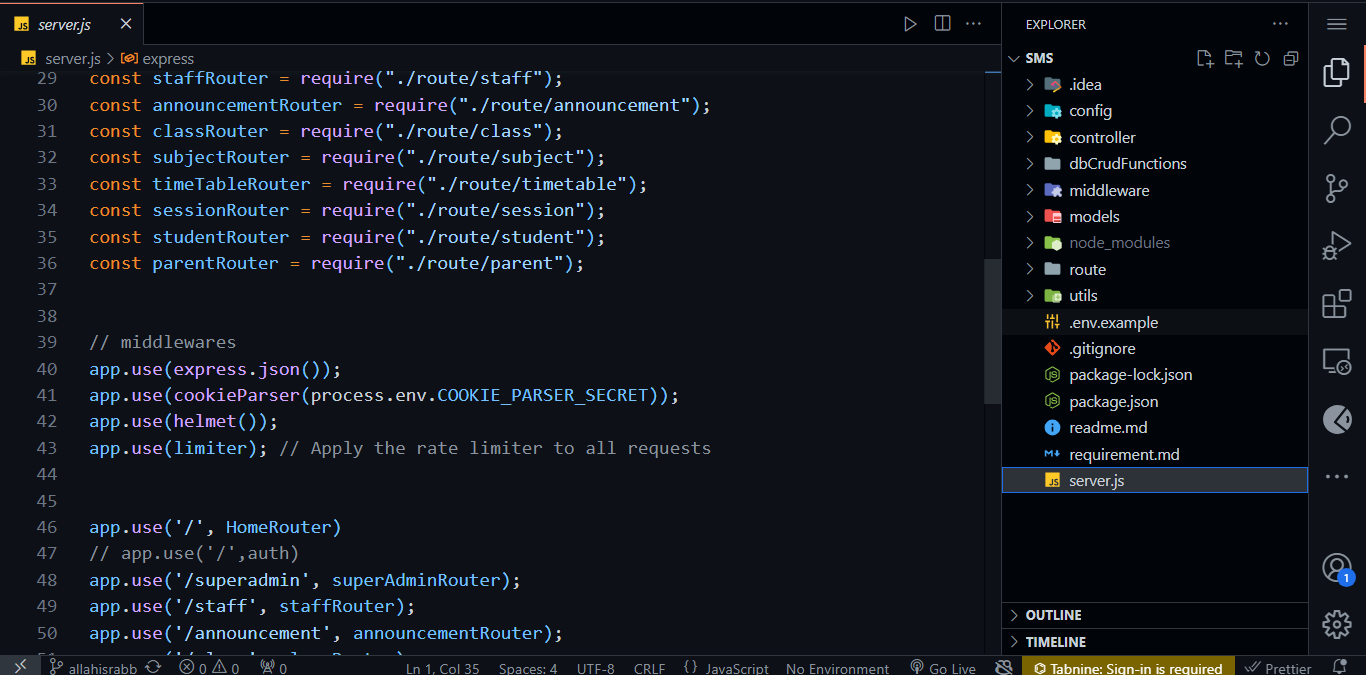 server.js
server.js > express
29 const staffRouter = require("./route/staff");
30 const announcementRouter = require("./route/announcement");
31 const classRouter = require("./route/class");
32 const subjectRouter = require("./route/subject");
33 const timeTableRouter = require("./route/timetable");
34 const sessionRouter = require("./route/session");
35 const studentRouter = require("./route/student");
36 const parentRouter = require("./route/parent");
37
38
39 // middlewares
40 app.use(express.json());
41 app.use(cookieParser(process.env.COOKIE_PARSER_SECRET));
42 app.use(helmet());
43 app.use(limiter); // Apply the rate limiter to all requests
44
45
46 app.use('/', HomeRouter)
47 // app.use('/',auth)
48 app.use('/superadmin', superAdminRouter);
49 app.use('/staff', staffRouter);
50 app.use('/announcement', announcementRouter);
EXPLORER
SMS
.idea
config
controller
dbCrudFunctions
middleware
models
node_modules
route
utils
.env.example
.gitignore
package-lock.json
package.json
readme.md
requirement.md
server.js
OUTLINE
TIMELINE
1
allahisrabb 0 0 0 Ln 1, Col 35 Spaces: 4 UTF-8 CRLF {} JavaScript No Environment Go Live Tabnine: Sign-in is required Prettier